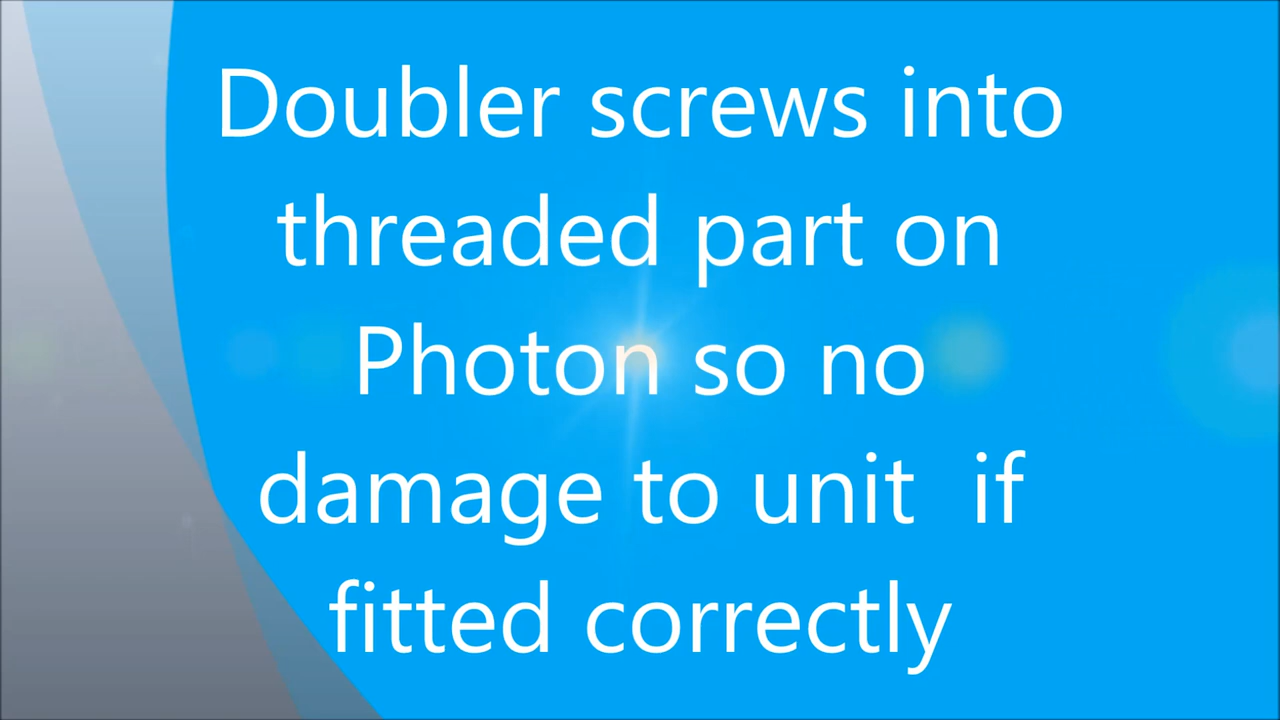 Doubler screws into
threaded part on
Photon so no
damage to unit  if
fitted correctly